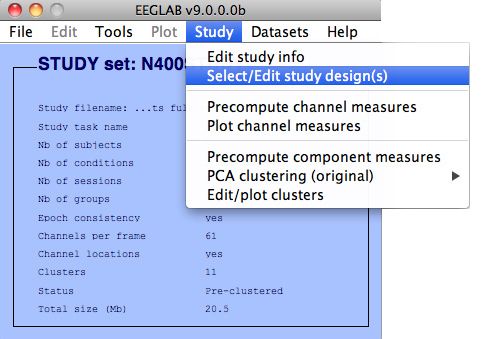 EEGLAB v9.0.0.0b
File Edit Tools Plot Study Datasets Help
Edit study info
Select/Edit study design(s)
Precompute channel measures
Plot channel measures
Precompute component measures
PCA clustering (original)
Edit/plot clusters
STUDY set: N400
Study filename: ...ts ful
Study task name
Nb of subjects
Nb of conditions
Nb of sessions
Nb of groups
Epoch consistency yes
Channels per frame 61
Channel locations yes
Clusters 11
Status Pre-clustered
Total size (Mb) 20.5